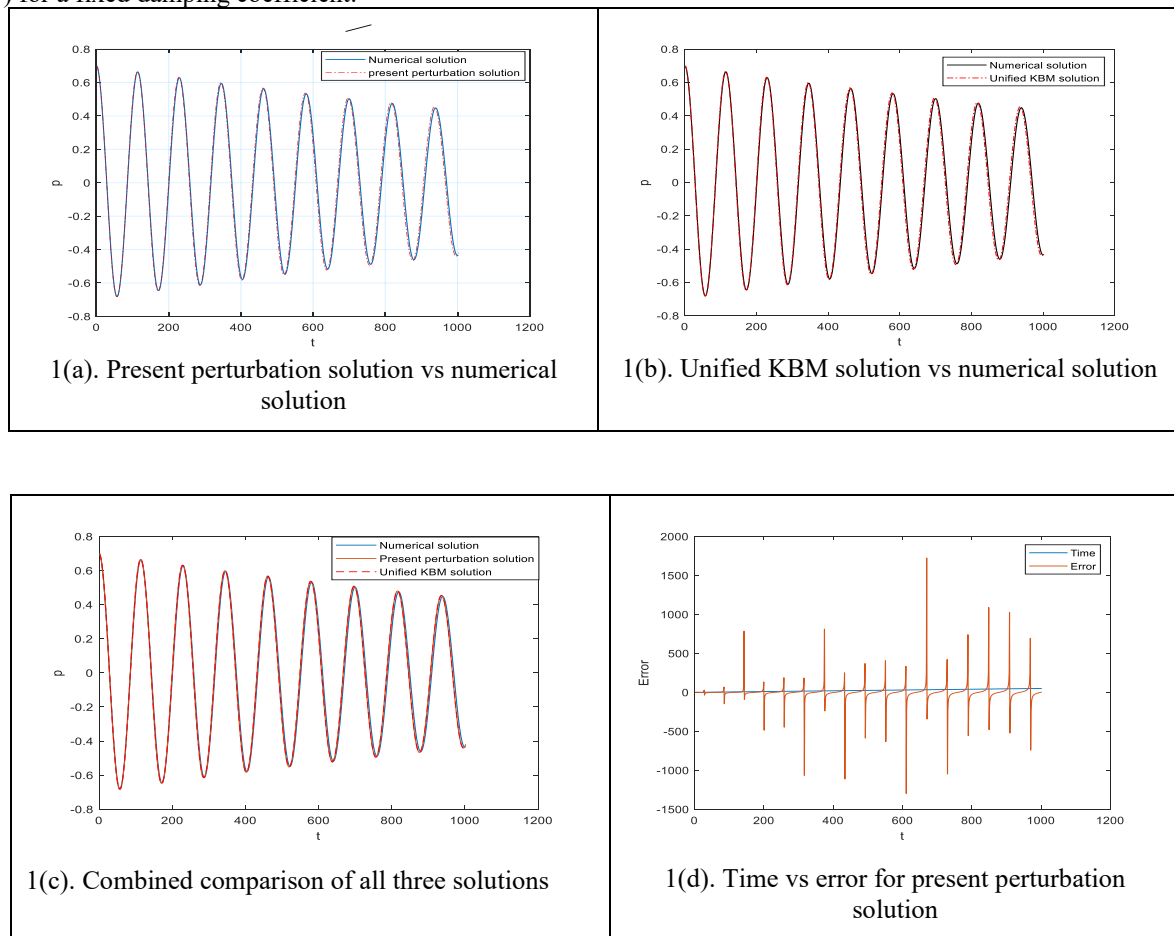 ) for a fixed damping coefficient.
0.8
0.6
0.4
0.2
0
-0.2
-0.4
-0.6
-0.8
p
Numerical solution
present perturbation solution
0 200 400 600 800 1000 1200
t
1(a). Present perturbation solution vs numerical
solution
0.8
0.6
0.4
0.2
0
-0.2
-0.4
-0.6
-0.8
p
Numerical solution
Unified KBM solution
0 200 400 600 800 1000 1200
t
1(b). Unified KBM solution vs numerical solution
0.8
0.6
0.4
0.2
0
-0.2
-0.4
-0.6
-0.8
p
Numerical solution
Present perturbation solution
Unified KBM solution
0 200 400 600 800 1000 1200
t
1(c). Combined comparison of all three solutions
2000
1500
1000
500
0
-500
-1000
-1500
Error
Time
Error
0 200 400 600 800 1000 1200
t
1(d). Time vs error for present perturbation
solution